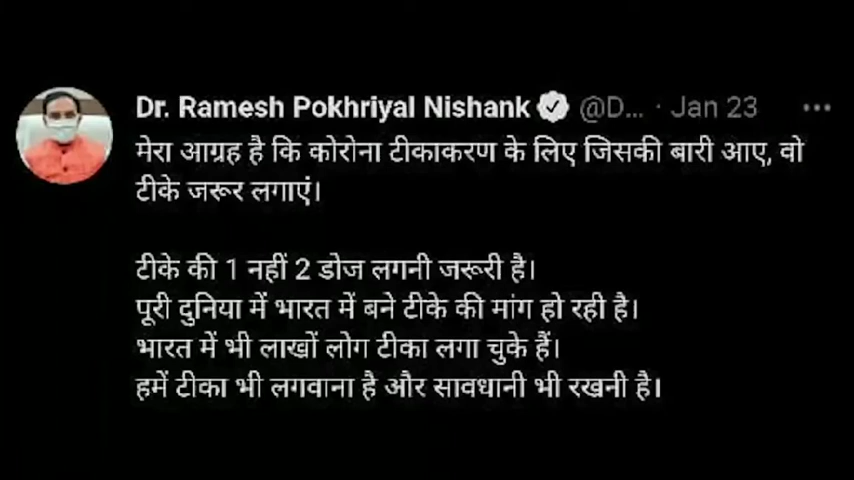 Dr. Ramesh Pokhriyal Nishank @D... · Jan 23 ...
मेरा आग्रह है कि कोरोना टीकाकरण के लिए जिसकी बारी आए, वो
टीके जरूर लगाएं।
टीके की 1 नहीं 2 डोज लगनी जरूरी है।
पूरी दुनिया में भारत में बने टीके की मांग हो रही है।
भारत में भी लाखों लोग टीका लगा चुके हैं।
हमें टीका भी लगवाना है और सावधानी भी रखनी है।